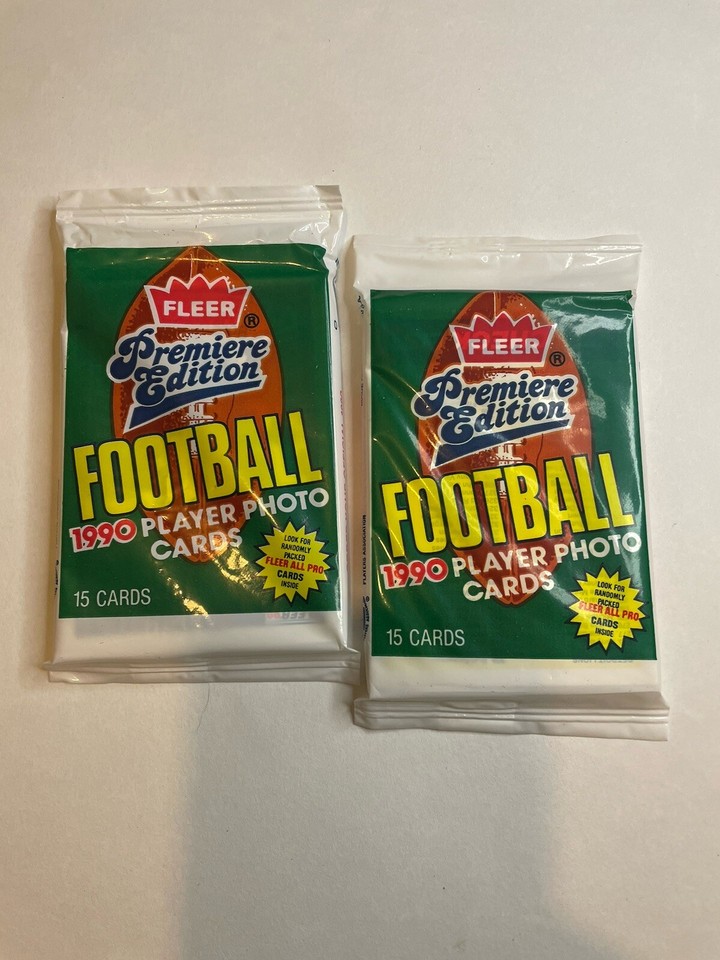 FLEER
®
Premiere
Edition
FOOTBALL
1990 PLAYER PHOTO
CARDS
LOOK FOR
RANDOMLY
PACKED
FLEER ALL PRO
CARDS
INSIDE
15 CARDS
FLEER
®
Premiere
Edition
FOOTBALL
1990 PLAYER PHOTO
CARDS
LOOK FOR
RANDOMLY
PACKED
FLEER ALL PRO
CARDS
INSIDE
15 CARDS
PLAYERS ASSOCIATION